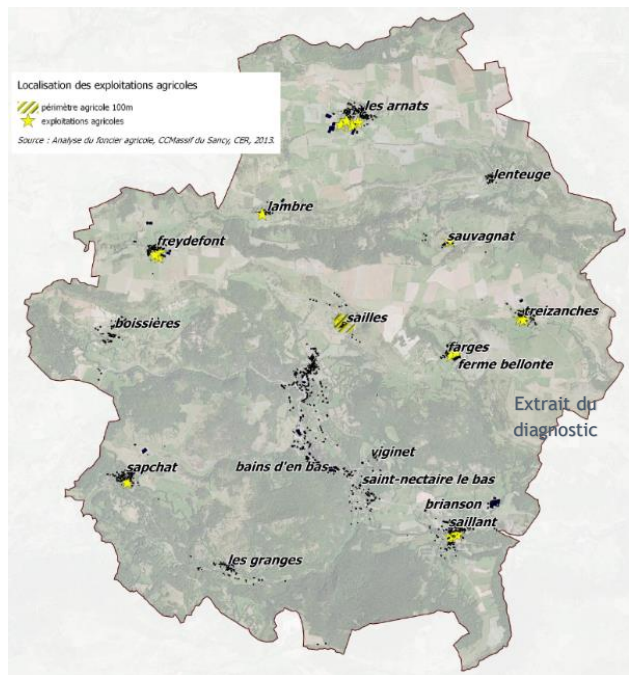 Localisation des exploitations agricoles
périmètre agricole 100m
exploitations agricoles
Source : Analyse du foncier agricole, CCMassif du Sancy, CER, 2013.
les arnats
lenteuge
lambre
sauvagnat
freydefont
treizanches
sailles
boissières
farges
ferme bellonte
Extrait du
diagnostic
viginet
bains d'en bas
sapchat
saint-nectaire le bas
brianson
saillant
les granges